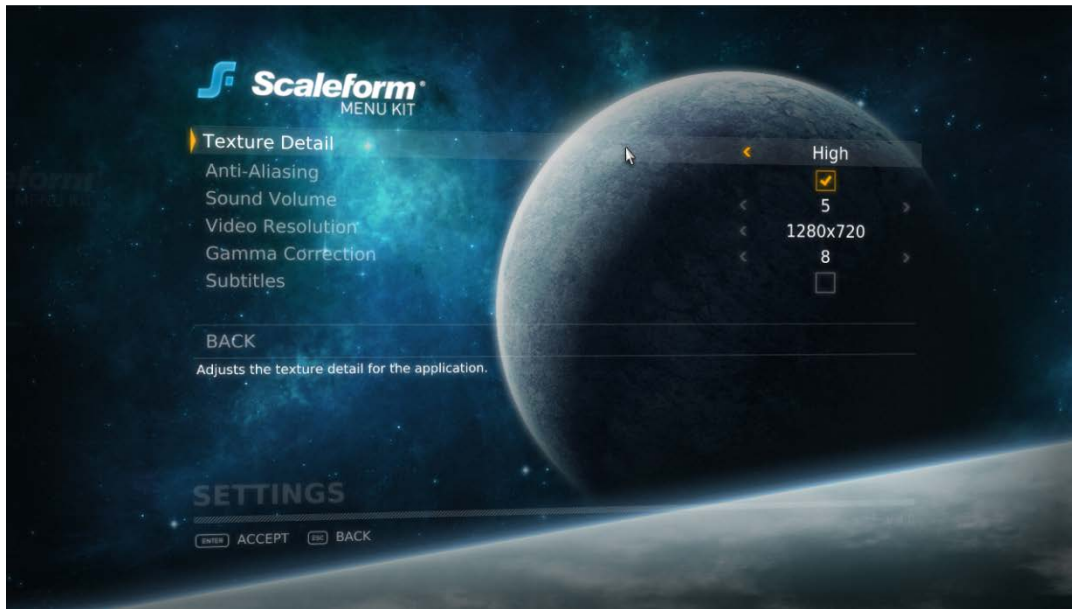 Scaleform®
MENU KIT
Texture Detail < High
Anti-Aliasing
Sound Volume < 5 >
Video Resolution < 1280x720
Gamma Correction < 8 >
Subtitles
BACK
Adjusts the texture detail for the application.
SETTINGS
ENTER ACCEPT ESC BACK